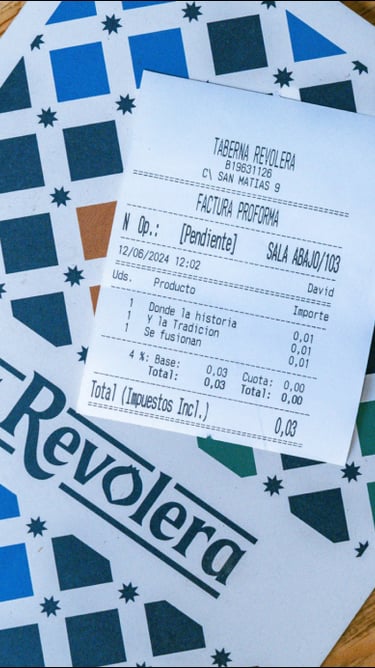 TABERNA REVOLERA
B19631126
C\ SAN MATIAS 9
FACTURA PROFORMA
N Op.: [Pendiente] SALA ABAJO/103
12/06/2024 12:02 David
Uds. Producto Importe
1 Donde la historia 0,01
1 Y la Tradicion 0,01
1 Se fusionan 0,01
4 %: Base: 0,03 Cuota: 0,00
Total: 0,03 Total: 0,00
Total (Impuestos Incl.) 0,03
Revolera